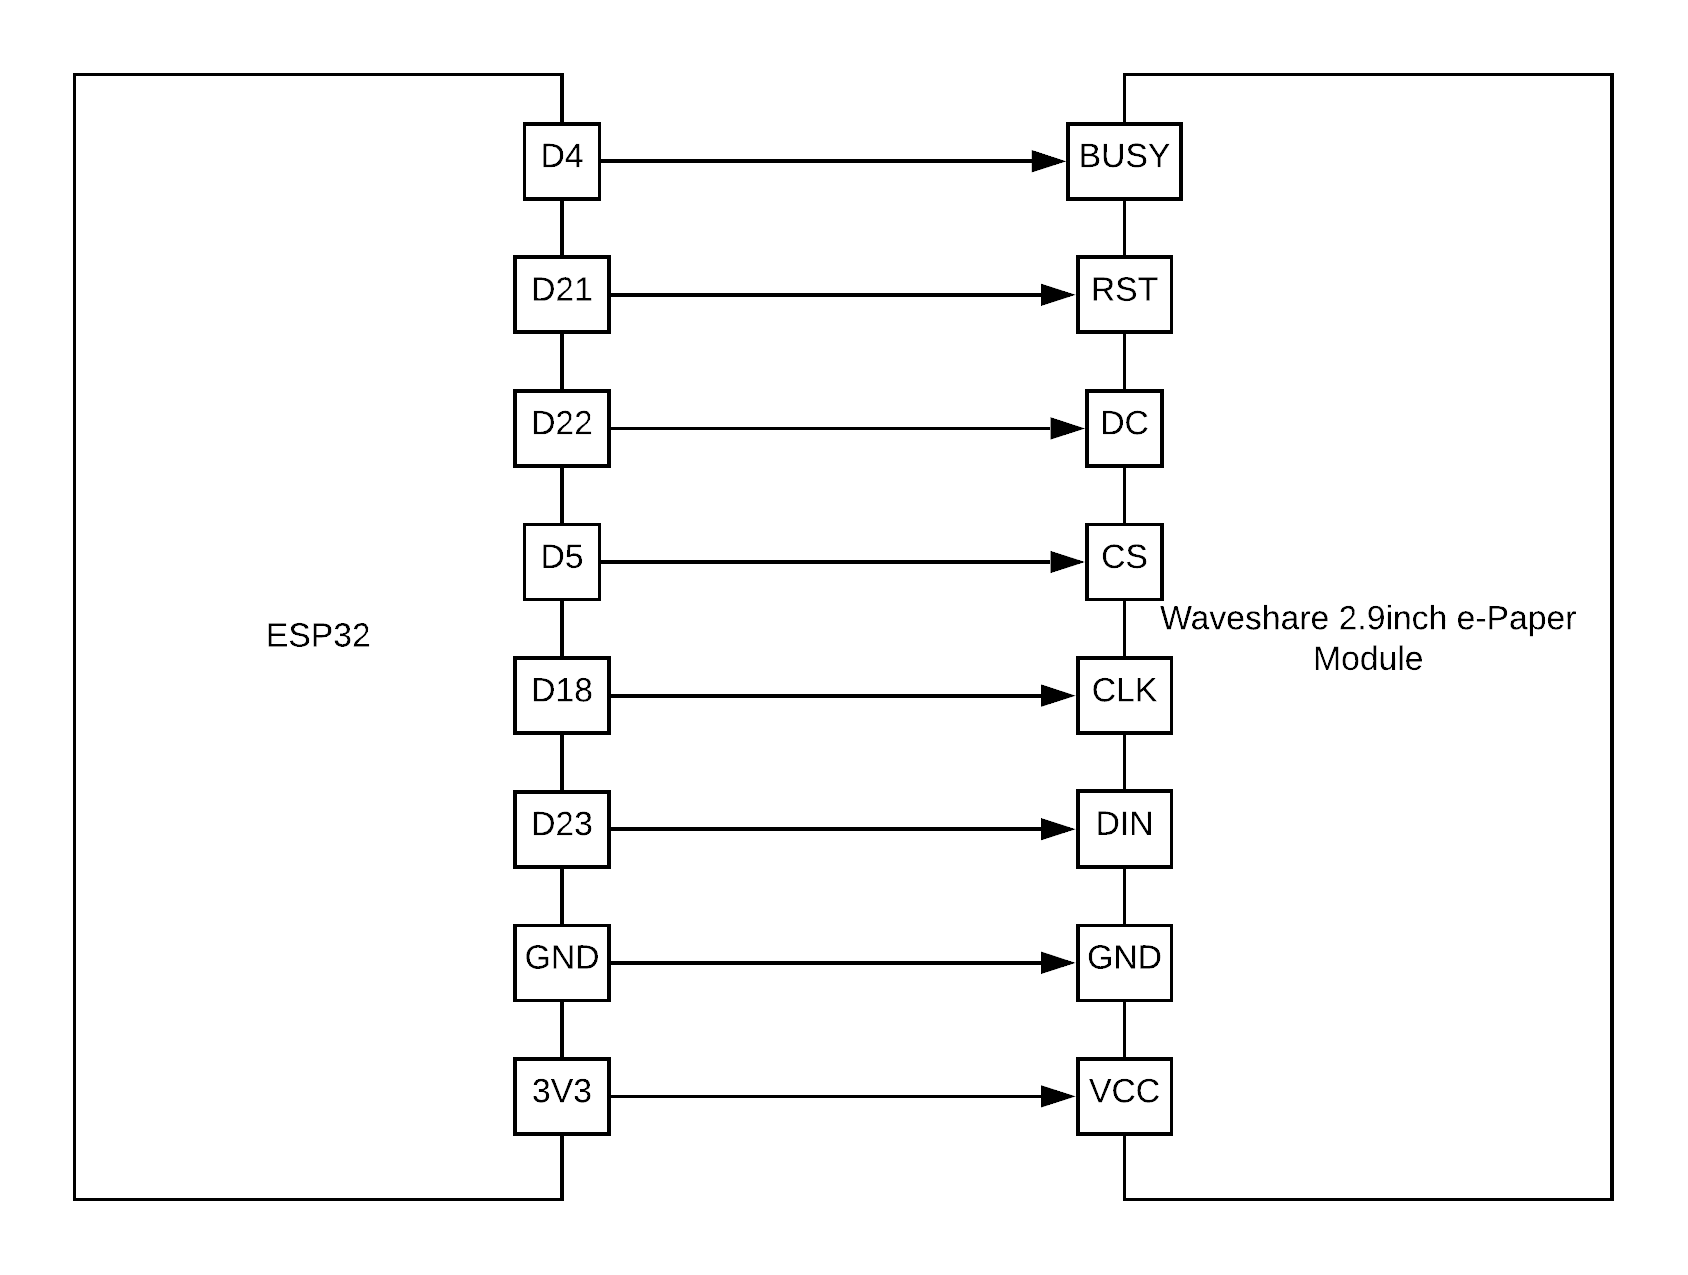 D4
BUSY
D21
RST
D22
DC
D5
CS
ESP32
Waveshare 2.9inch e-Paper
Module
D18
CLK
D23
DIN
GND
GND
3V3
VCC